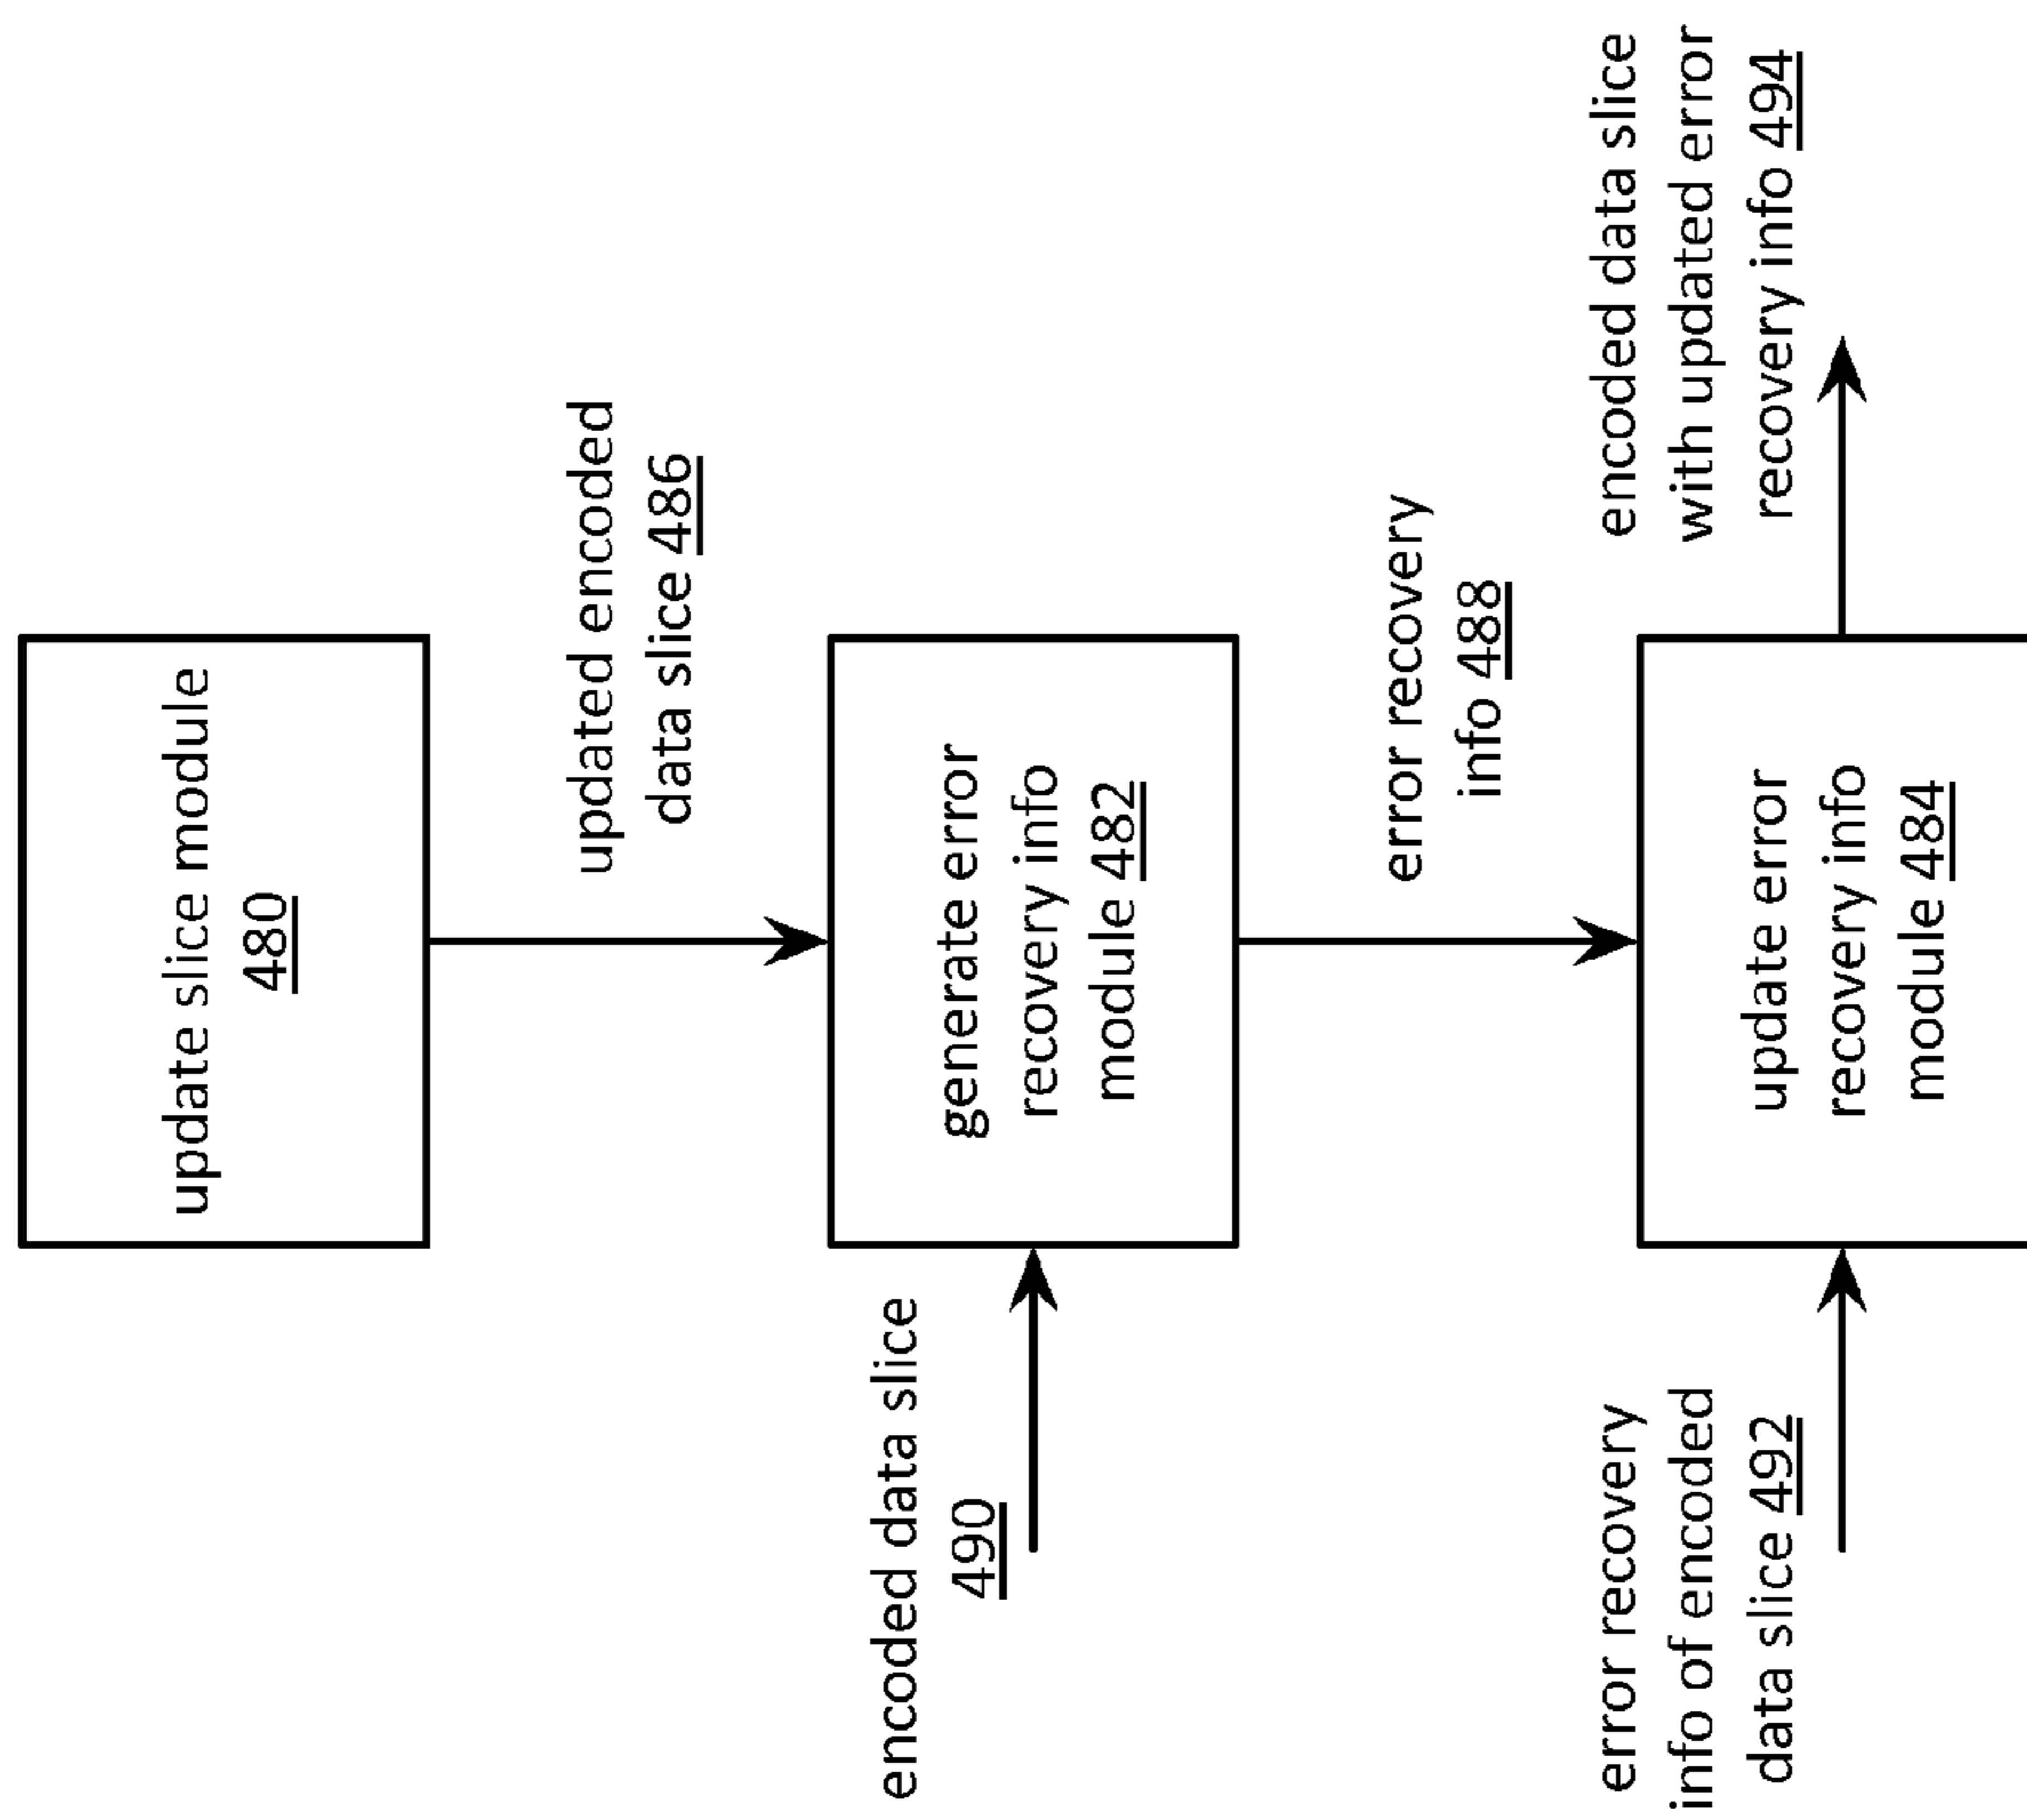 update slice module
480
updated encoded
data slice 486
encoded data slice
490
generate error
recovery info
module 482
error recovery
info 488
error recovery
info of encoded
data slice 492
update error
recovery info
module 484
encoded data slice
with updated error
recovery info 494